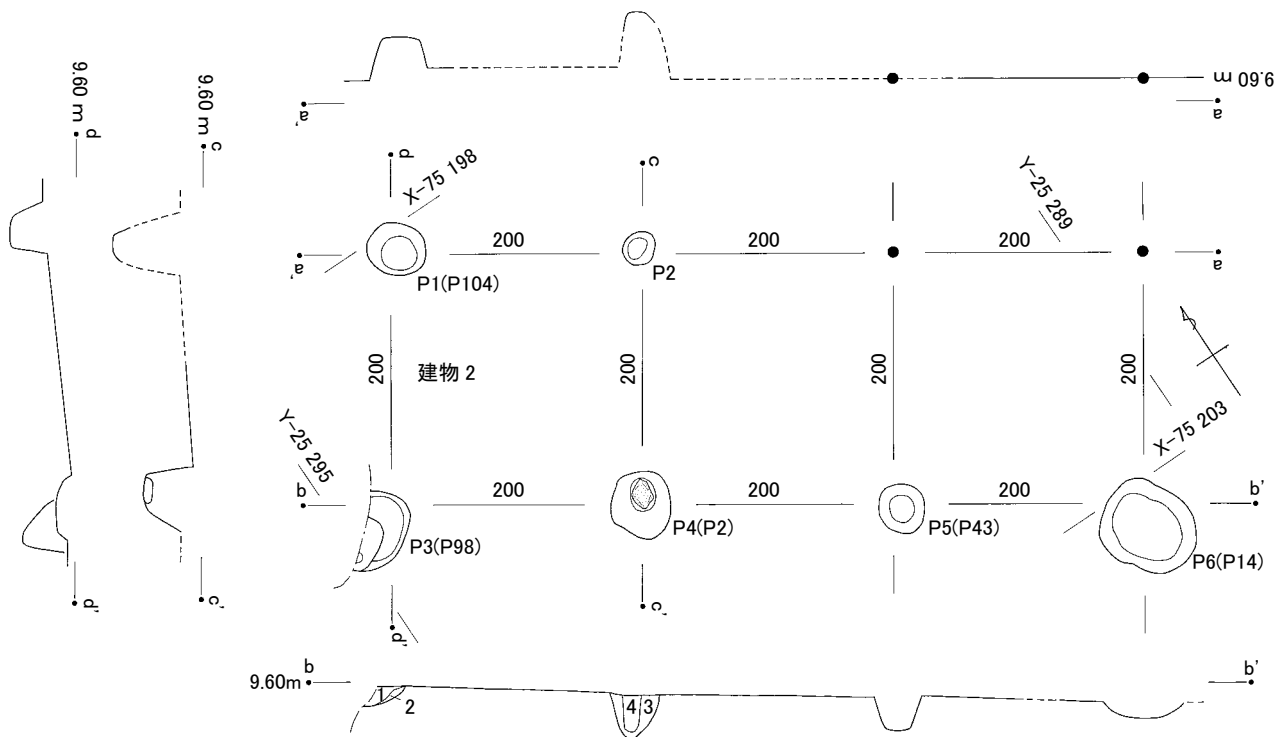 9.60 m
a'
a
9.60 m
d
9.60 m
c
d
c
X-75 198
Y-25 289
a'
200
200
200
a
P1(P104)
P2
200
建物 2
200
200
200
Y-25 295
X-75 203
b
200
200
200
b'
P3(P98)
P4(P2)
P5(P43)
P6(P14)
d'
c'
c'
d'
9.60m
b
b'
1
2
4
3